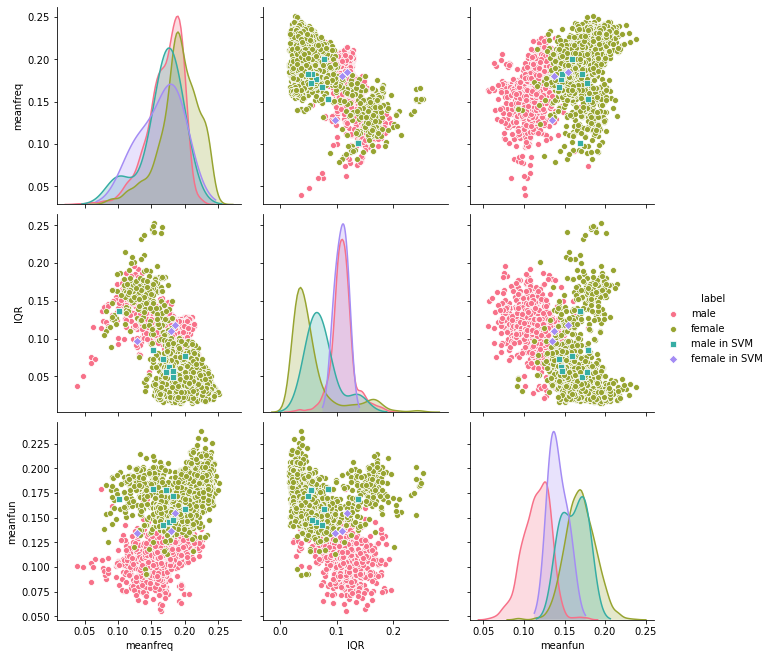 0.25
0.20
0.15
0.10
0.05
meanfreq
0.25
0.20
0.15
0.10
0.05
IQR
label
male
female
male in SVM
female in SVM
0.225
0.200
0.175
0.150
0.125
0.100
0.075
0.050
meanfun
0.05 0.10 0.15 0.20 0.25
meanfreq
0.0 0.1 0.2
IQR
0.05 0.10 0.15 0.20 0.25
meanfun